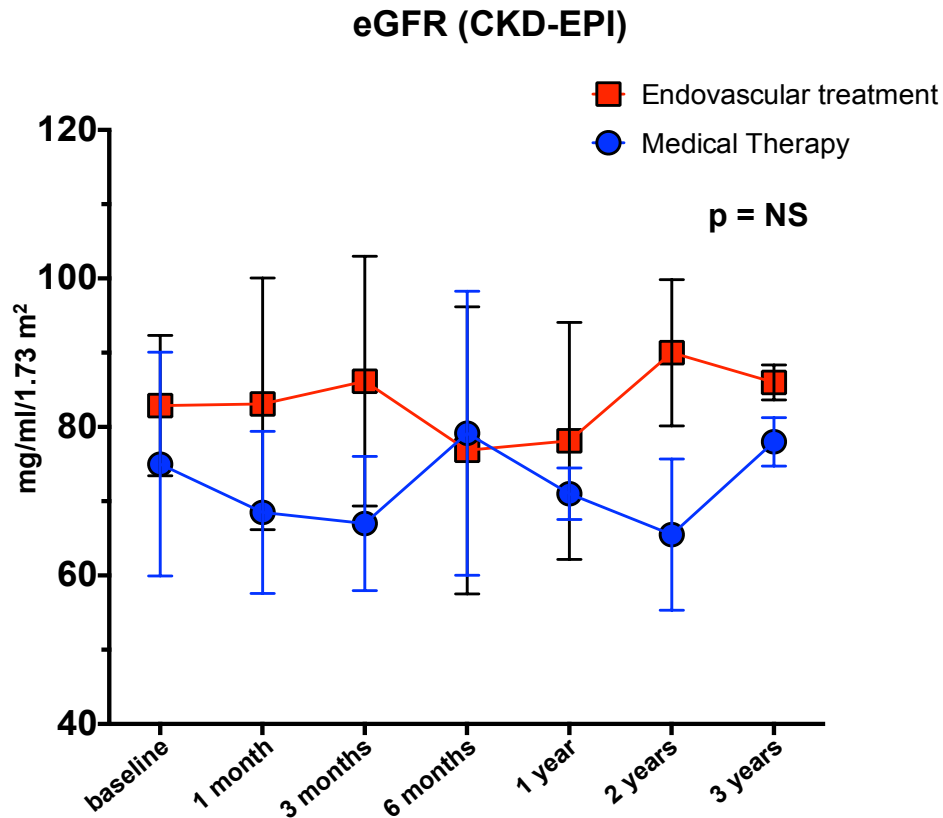 eGFR (CKD-EPI)
Endovascular treatment
Medical Therapy
p = NS
mg/ml/1.73 m²
120
100
80
60
40
baseline
1 month
3 months
6 months
1 year
2 years
3 years